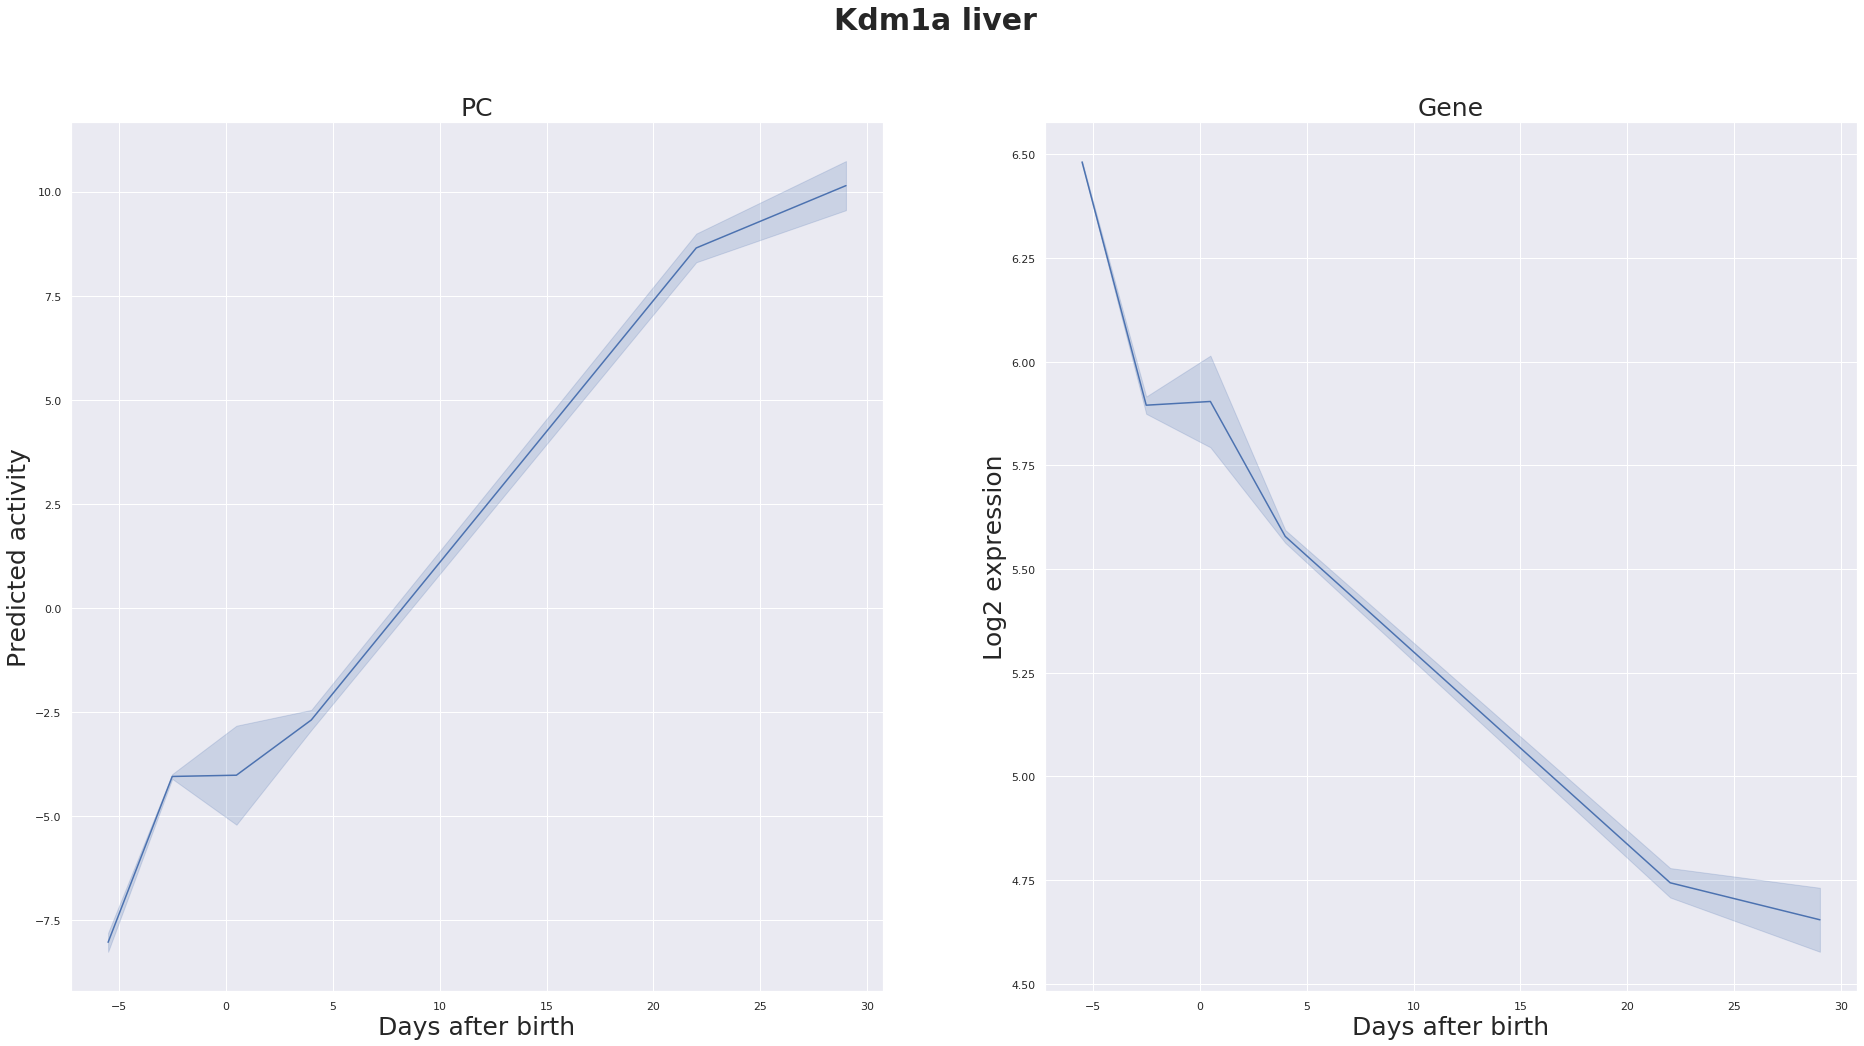 Kdm1a liver
PC
Predicted activity
10.0
7.5
5.0
2.5
0.0
−2.5
−5.0
−7.5
−5 0 5 10 15 20 25 30
Days after birth
Gene
Log2 expression
6.50
6.25
6.00
5.75
5.50
5.25
5.00
4.75
4.50
−5 0 5 10 15 20 25 30
Days after birth